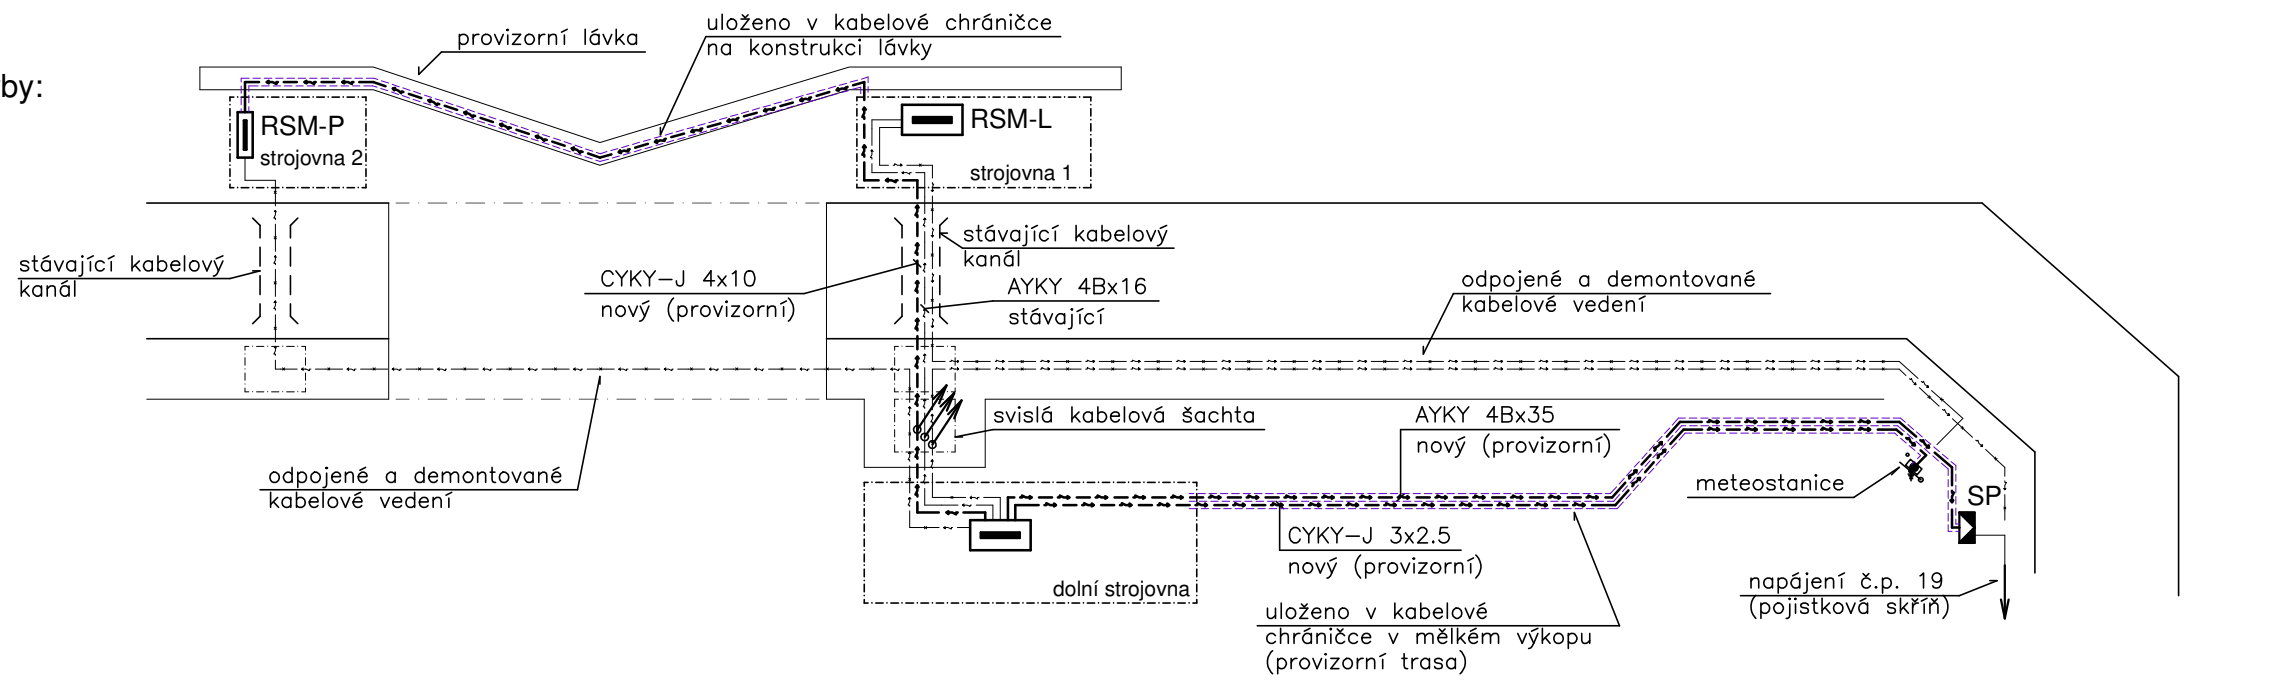 by:
provizorní lávka
uloženo v kabelové chráničce
na konstrukci lávky
RSM-P
strojovna 2
RSM-L
strojovna 1
stávající kabelový
kanál
CYKY-J 4x10
nový (provizorní)
stávající kabelový
kanál
AYKY 4Bx16
stávající
odpojené a demontované
kabelové vedení
svislá kabelová šachta
AYKY 4Bx35
nový (provizorní)
odpojené a demontované
kabelové vedení
meteostanice
SP
CYKY-J 3x2.5
nový (provizorní)
dolní strojovna
napájení č.p. 19
(pojistková skříň)
uloženo v kabelové
chráničce v mělkém výkopu
(provizorní trasa)